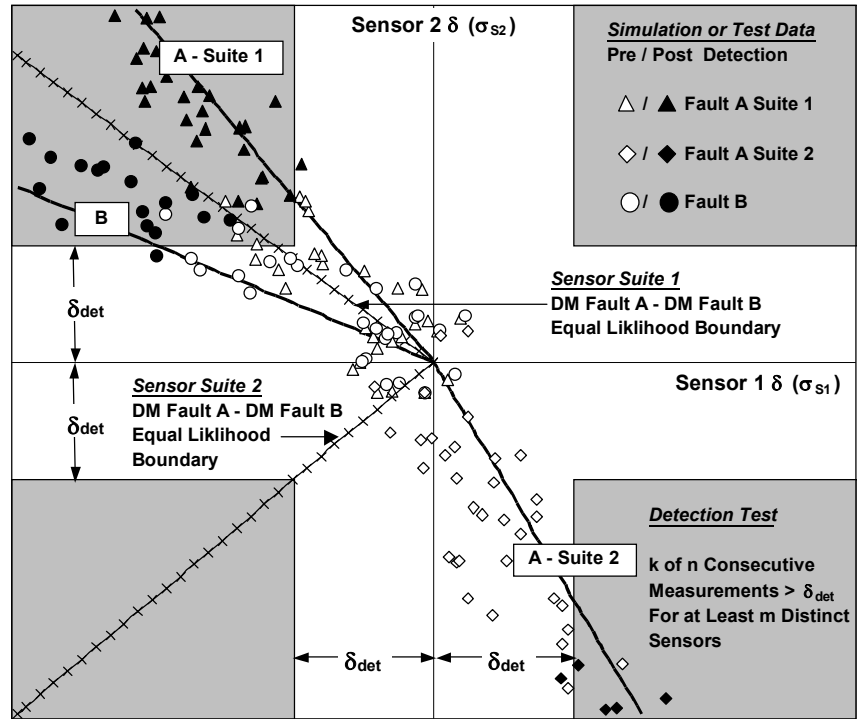 Sensor 2 δ (σS2)
Simulation or Test Data
Pre / Post Detection
△ / ▲ Fault A Suite 1
◇ / ◆ Fault A Suite 2
○ / ● Fault B
A - Suite 1
B
δdet
Sensor Suite 1
DM Fault A - DM Fault B
Equal Liklihood Boundary
Sensor 1 δ (σS1)
Sensor Suite 2
DM Fault A - DM Fault B
Equal Liklihood
Boundary
δdet
Detection Test
k of n Consecutive
Measurements > δdet
For at Least m Distinct
Sensors
A - Suite 2
δdet
δdet